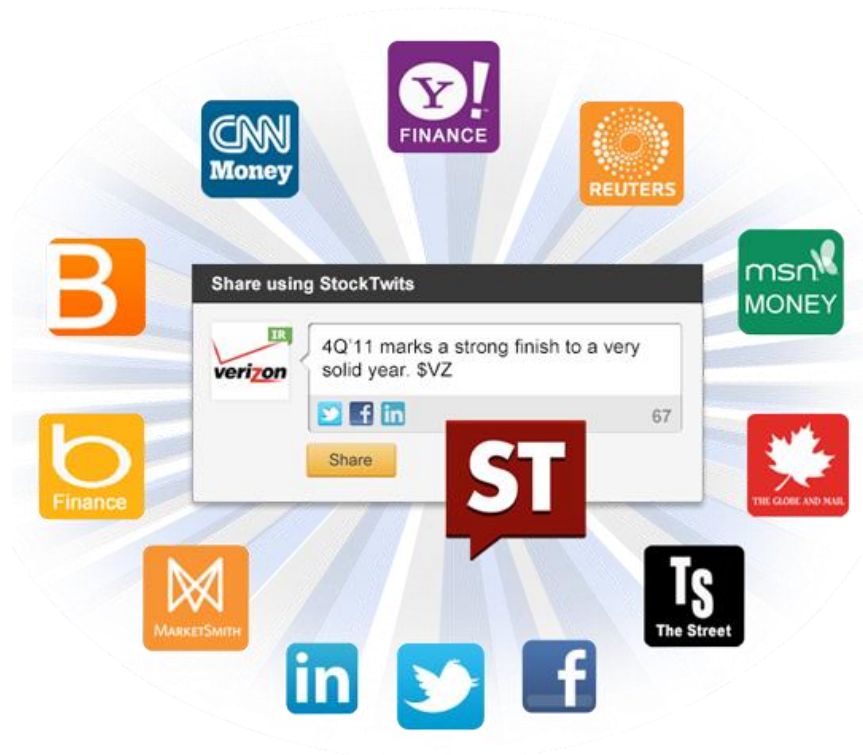 Y!
FINANCE
CNN
Money
REUTERS
B
msn
MONEY
Share using StockTwits
IR
verizon
4Q'11 marks a strong finish to a very
solid year. $VZ
f in
67
Share
ST
b
Finance
THE GLOBE AND MAIL
MARKETSMITH
TS
The Street
in
f